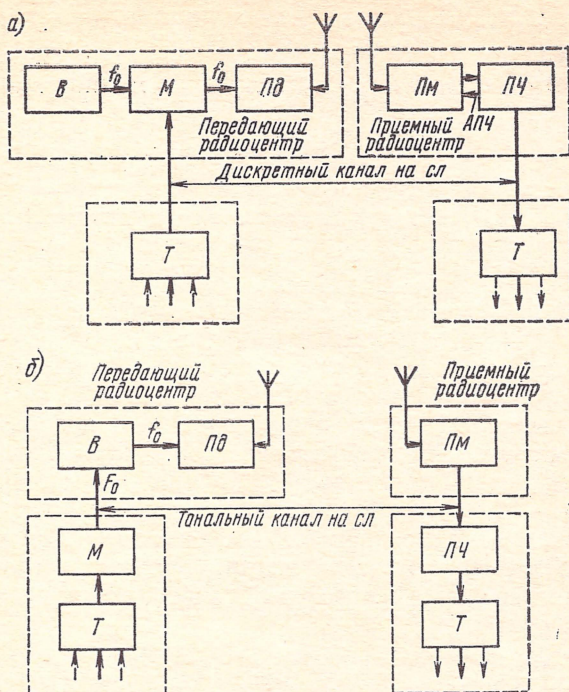 а)
В f₀ М f₀ Пд
Пм ПЧ
АПЧ
Передающий
радиоцентр
Приемный
радиоцентр
Дискретный канал на сл
Т
Т
б)
Передающий
радиоцентр
Приемный
радиоцентр
В f₀ Пд
Пм
F₀
Тональный канал на сл
М
ПЧ
Т
Т